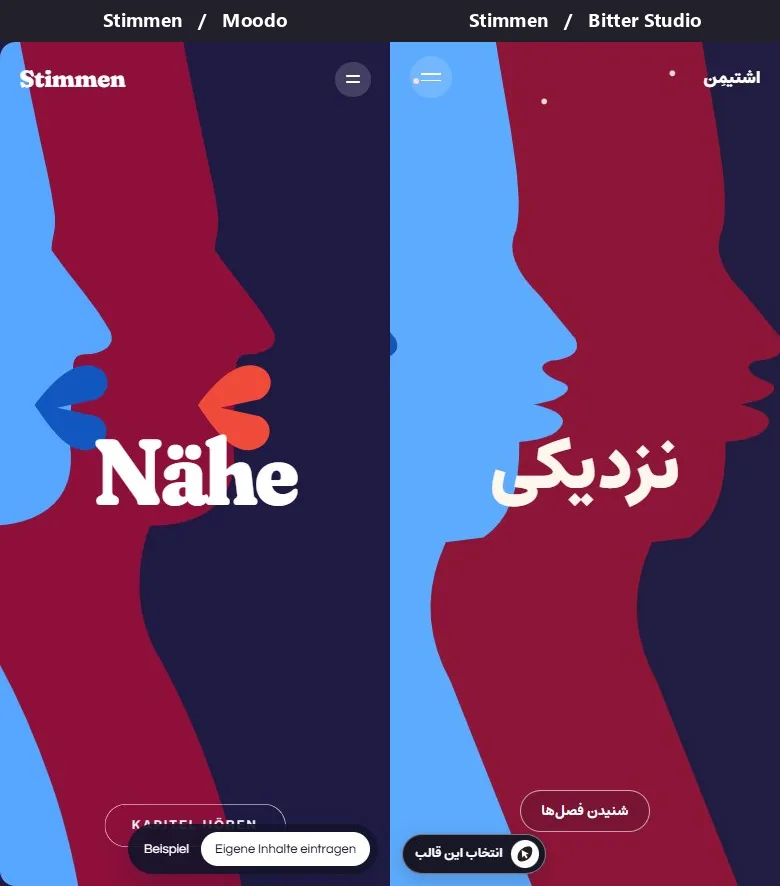 Stimmen / Moodo
Stimmen / Bitter Studio
Stimmen
اشتیمن
Nähe
نزدیکی
KAPITEL HÖREN
شنیدن فصل‌ها
Beispiel
Eigene Inhalte eintragen
انتخاب این قالب